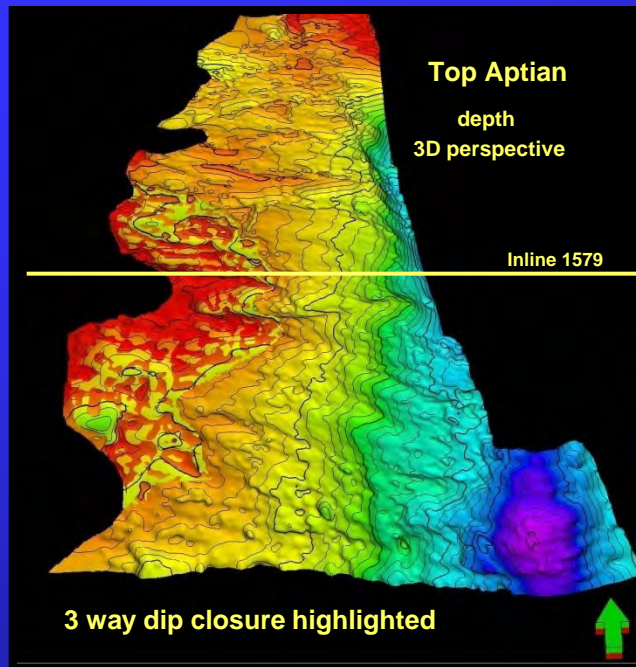 Top Aptian
depth
3D perspective
Inline 1579
3 way dip closure highlighted